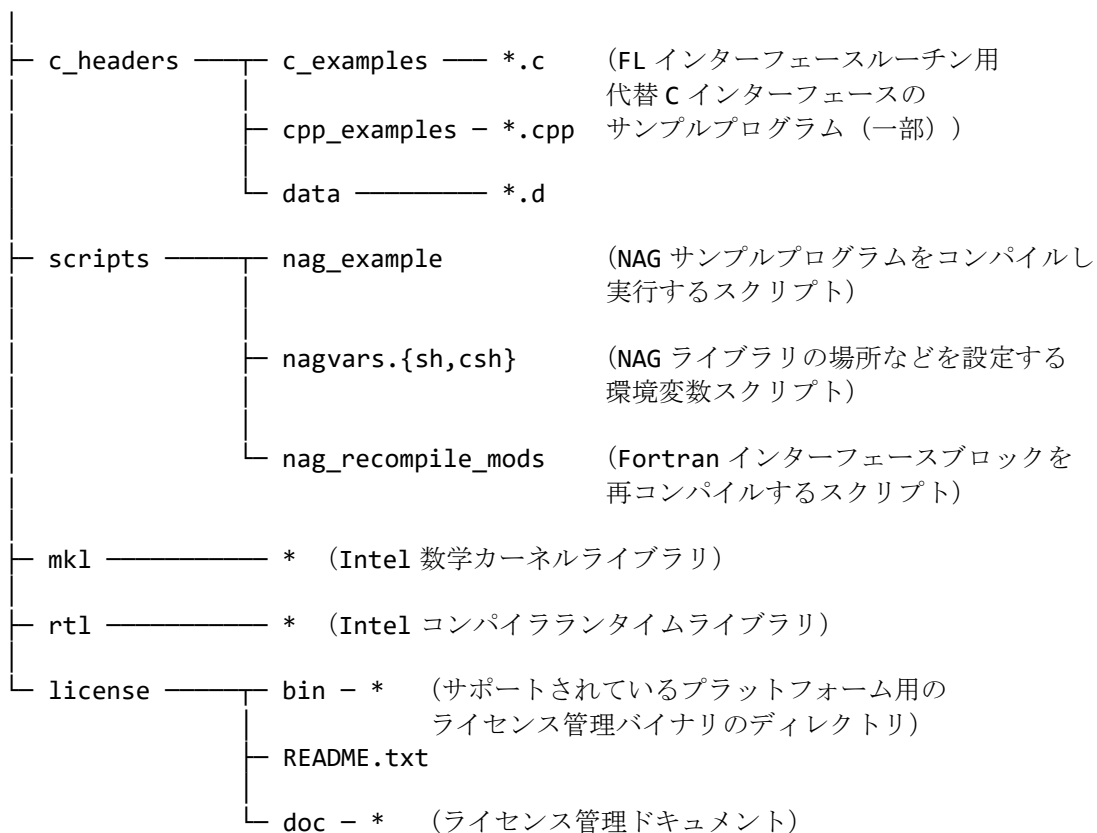 c_headers c_examples *.c (FL インターフェースルーチン用
代替 C インターフェースの
cpp_examples *.cpp サンプルプログラム（一部））
data *.d
scripts nag_example （NAG サンプルプログラムをコンパイルし
実行するスクリプト）
nagvars.{sh,csh} （NAG ライブラリの場所などを設定する
環境変数スクリプト）
nag_recompile_mods （Fortran インターフェースブロックを
再コンパイルするスクリプト）
mkl * （Intel 数学カーネルライブラリ）
rtl * （Intel コンパイラランタイムライブラリ）
license bin * （サポートされているプラットフォーム用の
ライセンス管理バイナリのディレクトリ）
README.txt
doc * （ライセンス管理ドキュメント）